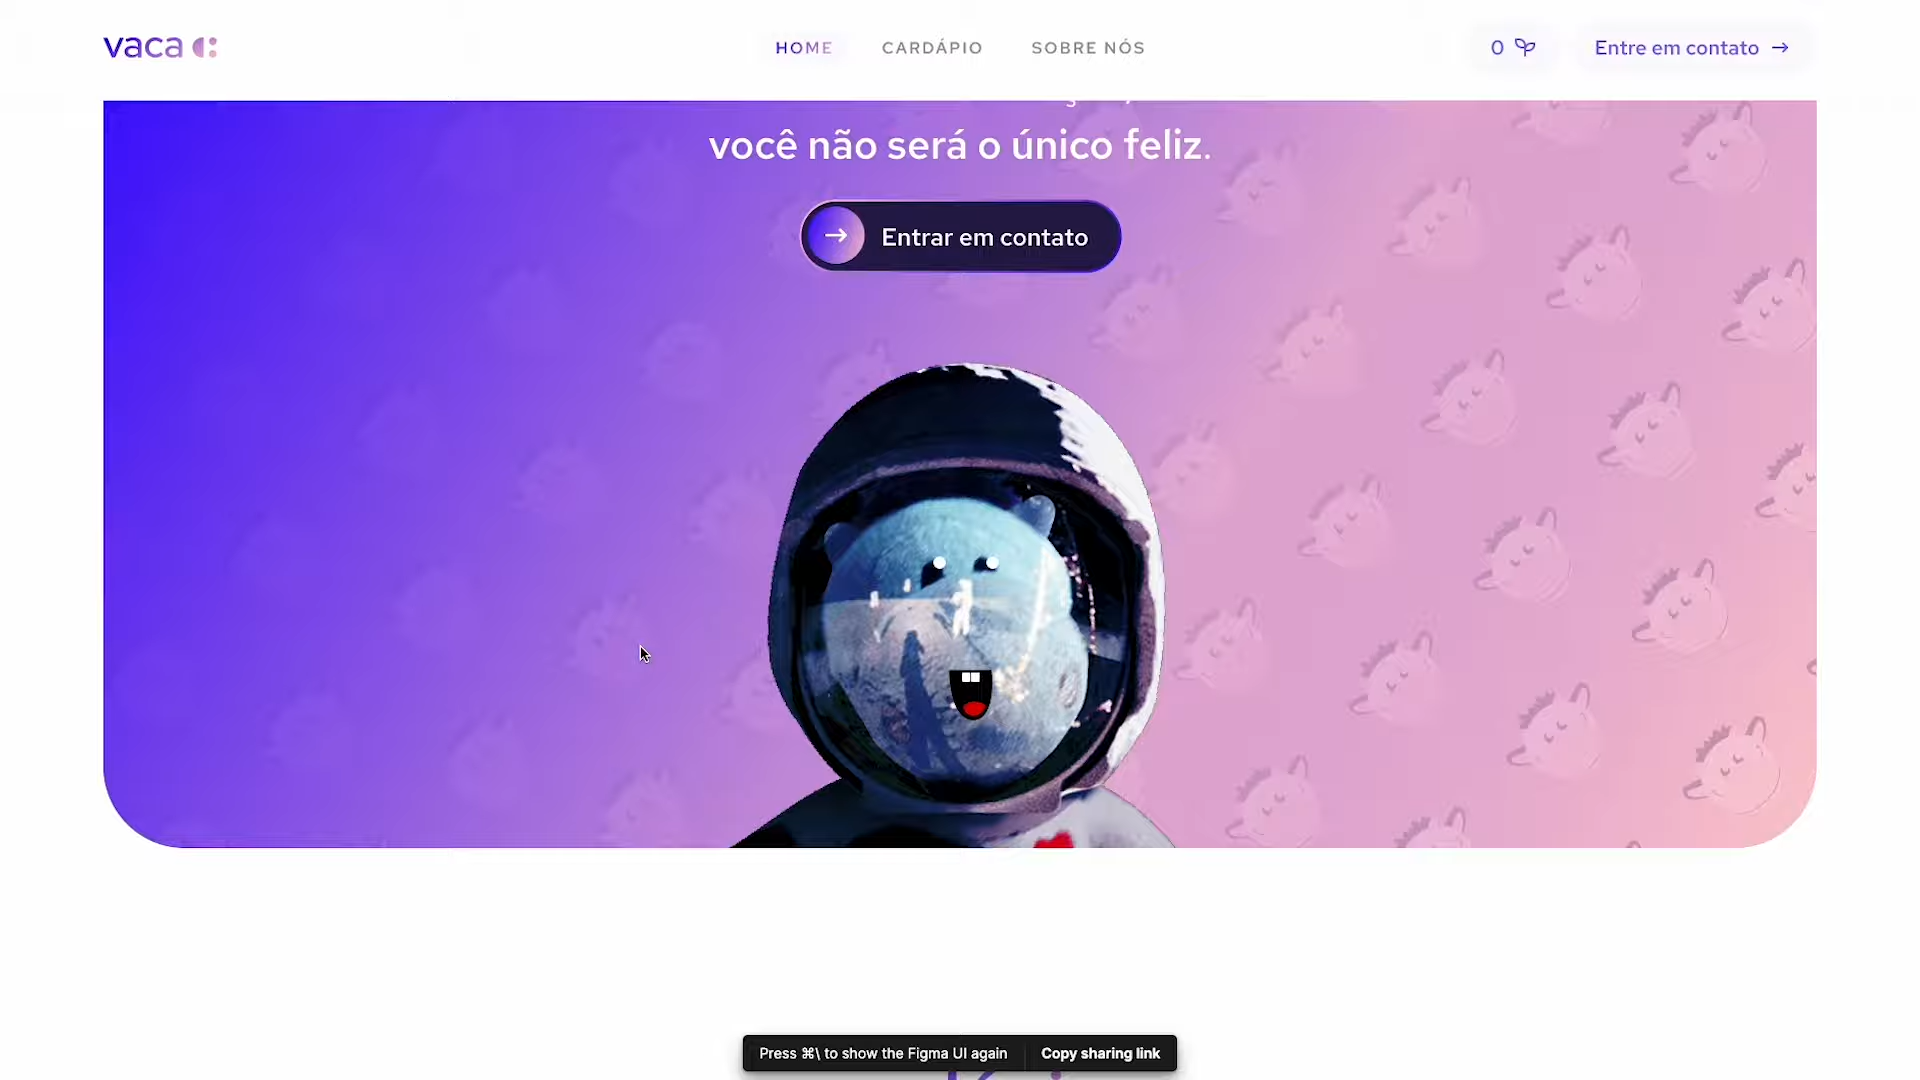 vaca
HOME
CARDÁPIO
SOBRE NÓS
0
Entre em contato →
você não será o único feliz.
→ Entrar em contato
Press ⌘\ to show the Figma UI again
Copy sharing link